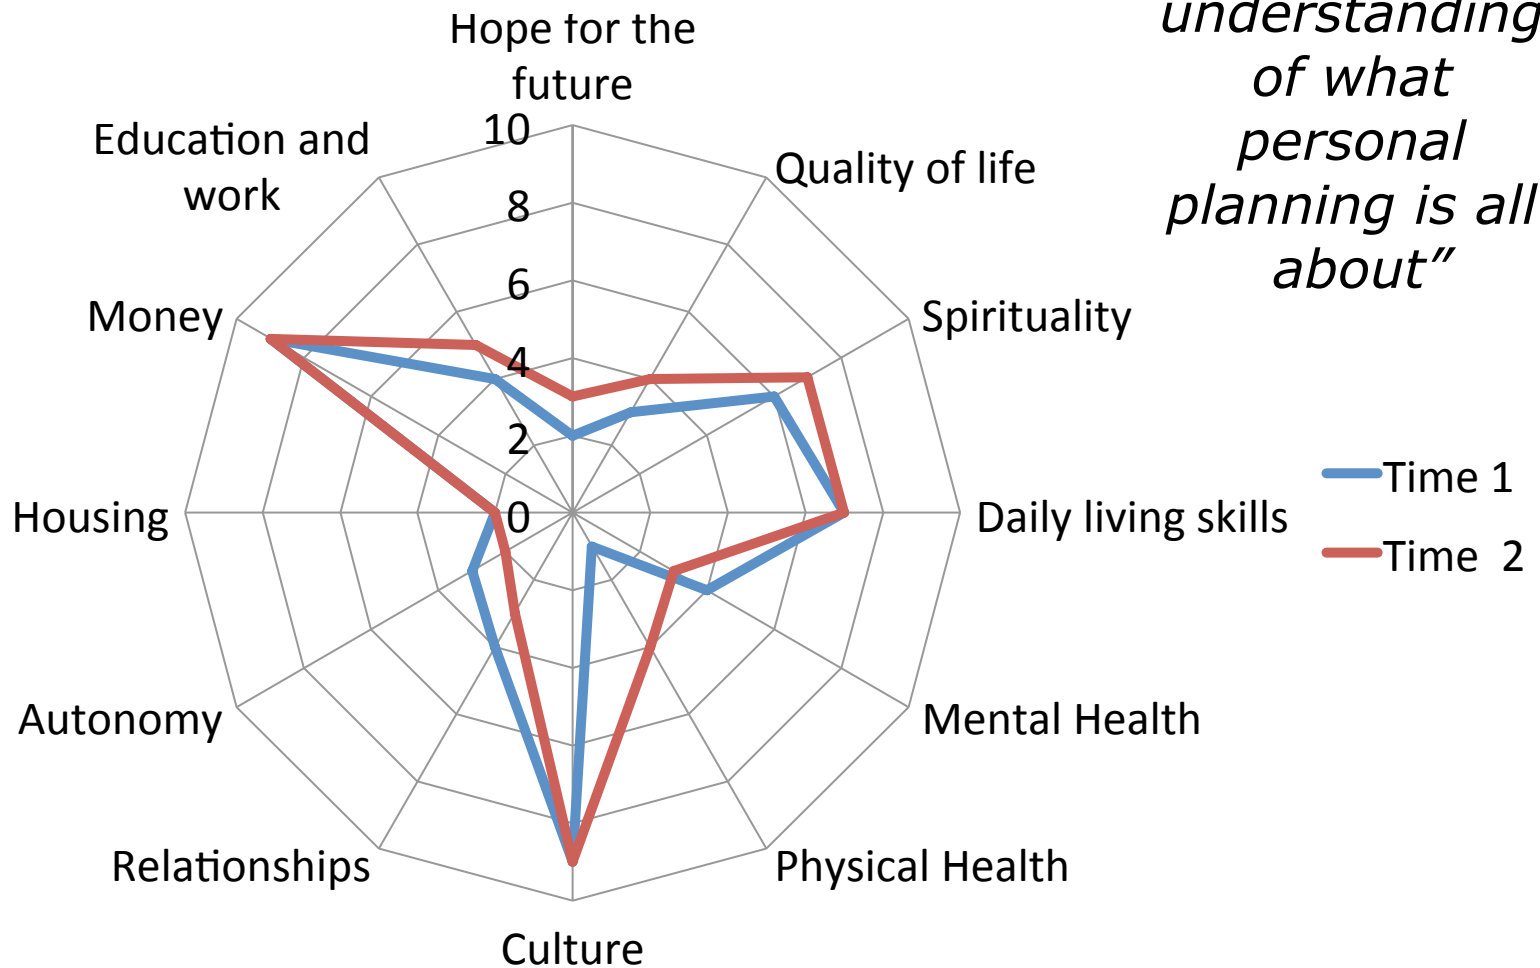 understanding
of what
personal
planning is all
about”
Hope for the
future
Education and
work
Quality of life
Money
Spirituality
Housing
Daily living skills
Autonomy
Mental Health
Relationships
Physical Health
Culture
10
8
6
4
2
0
Time 1
Time 2